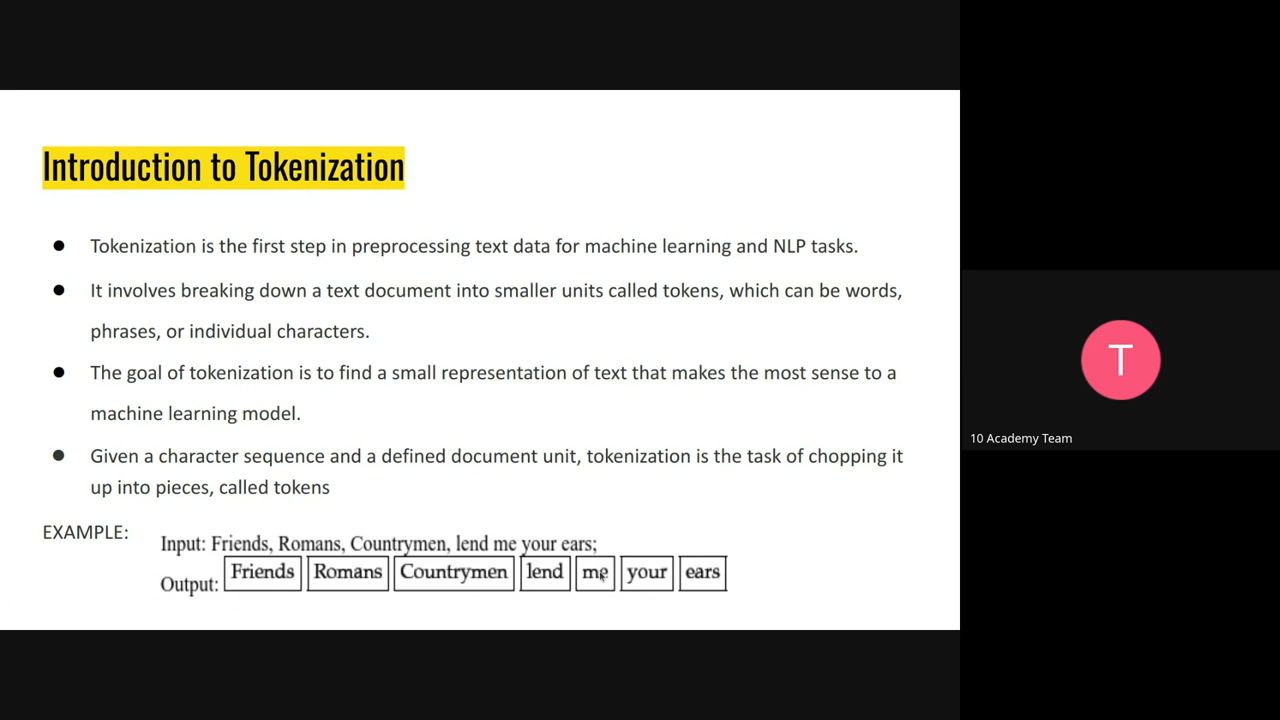 Introduction to Tokenization
● Tokenization is the first step in preprocessing text data for machine learning and NLP tasks.
● It involves breaking down a text document into smaller units called tokens, which can be words,
phrases, or individual characters.
● The goal of tokenization is to find a small representation of text that makes the most sense to a
machine learning model.
● Given a character sequence and a defined document unit, tokenization is the task of chopping it
up into pieces, called tokens
EXAMPLE:
Input: Friends, Romans, Countrymen, lend me your ears;
Output: Friends Romans Countrymen lend me your ears
T
10 Academy Team